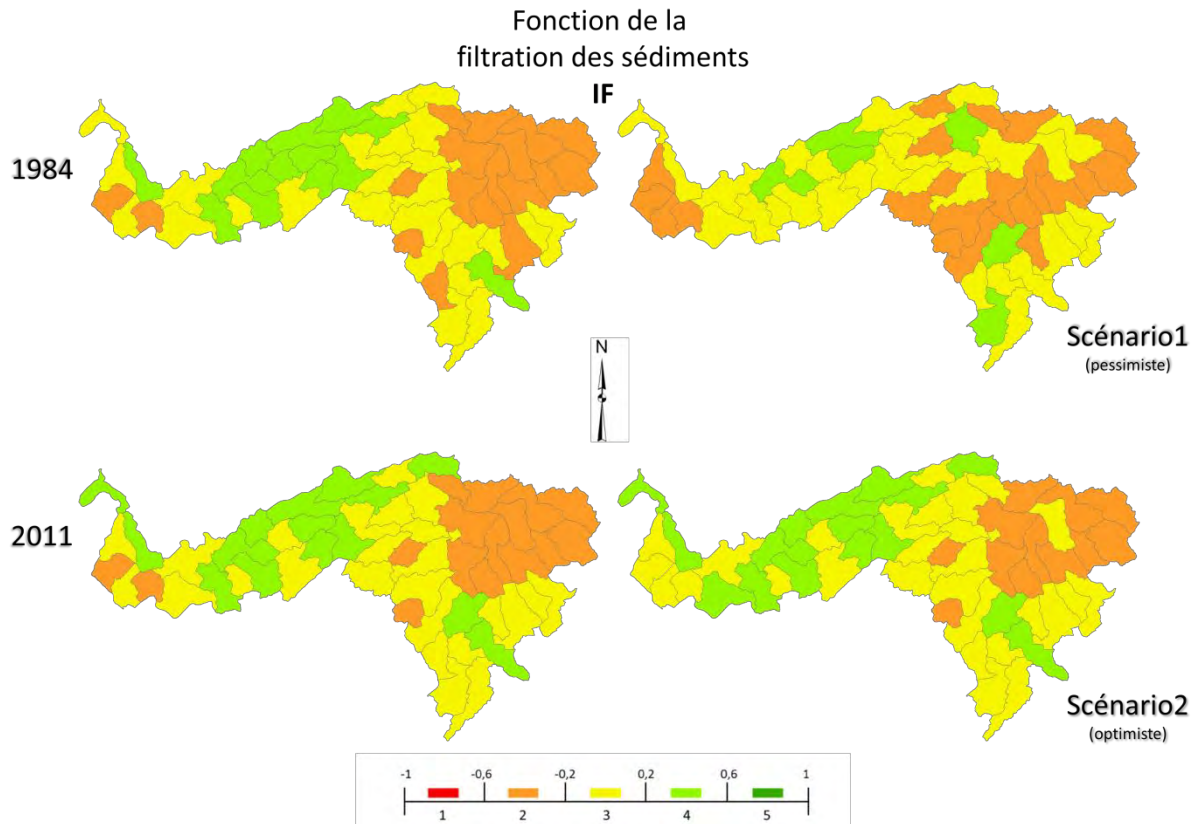 Fonction de la
filtration des sédiments
IF
1984
Scénario1
(pessimiste)
N
2011
Scénario2
(optimiste)
-1 -0,6 -0,2 0,2 0,6 1
1 2 3 4 5